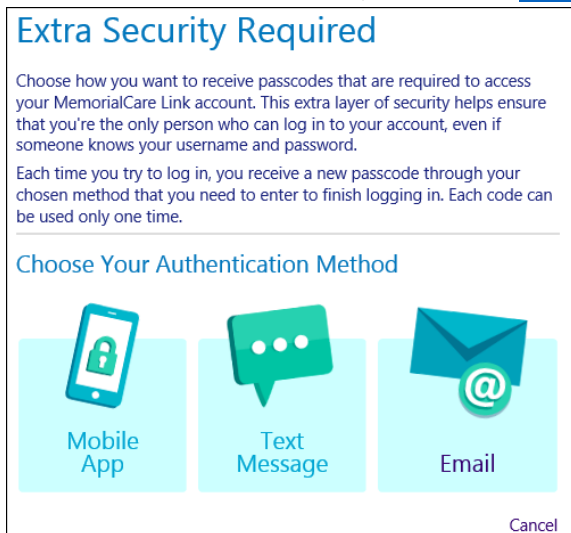 Extra Security Required
Choose how you want to receive passcodes that are required to access
your MemorialCare Link account. This extra layer of security helps ensure
that you're the only person who can log in to your account, even if
someone knows your username and password.
Each time you try to log in, you receive a new passcode through your
chosen method that you need to enter to finish logging in. Each code can
be used only one time.
Choose Your Authentication Method
@
Mobile
App
Text
Message
Email
Cancel